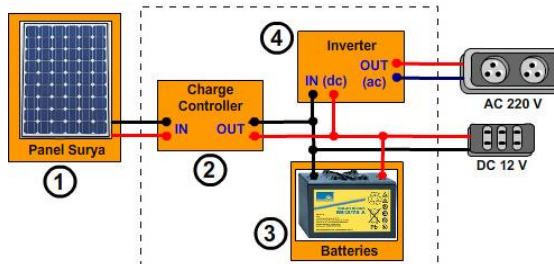 4
Inverter
OUT
IN (dc) (ac)
AC 220 V
Charge
Controller
IN OUT
2
Panel Surya
1
DC 12 V
3
Batteries